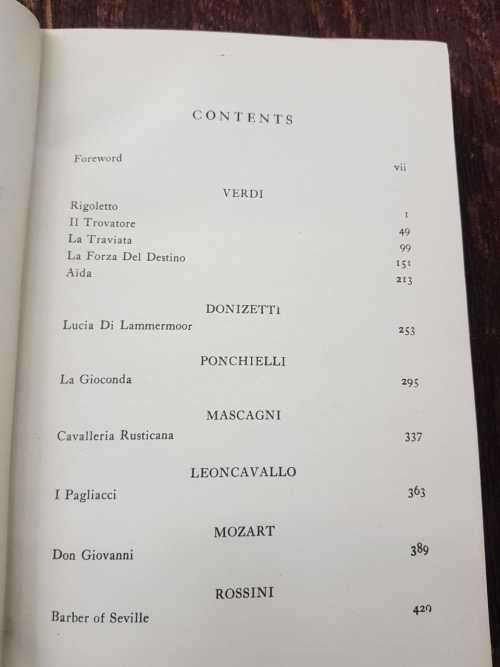 CONTENTS
Foreword vii
VERDI
Rigoletto 1
Il Trovatore 49
La Traviata 99
La Forza Del Destino 151
Aïda 213
DONIZETTI
Lucia Di Lammermoor 253
PONCHIELLI
La Gioconda 295
MASCAGNI
Cavalleria Rusticana 337
LEONCAVALLO
I Pagliacci 363
MOZART
Don Giovanni 389
ROSSINI
Barber of Seville 429